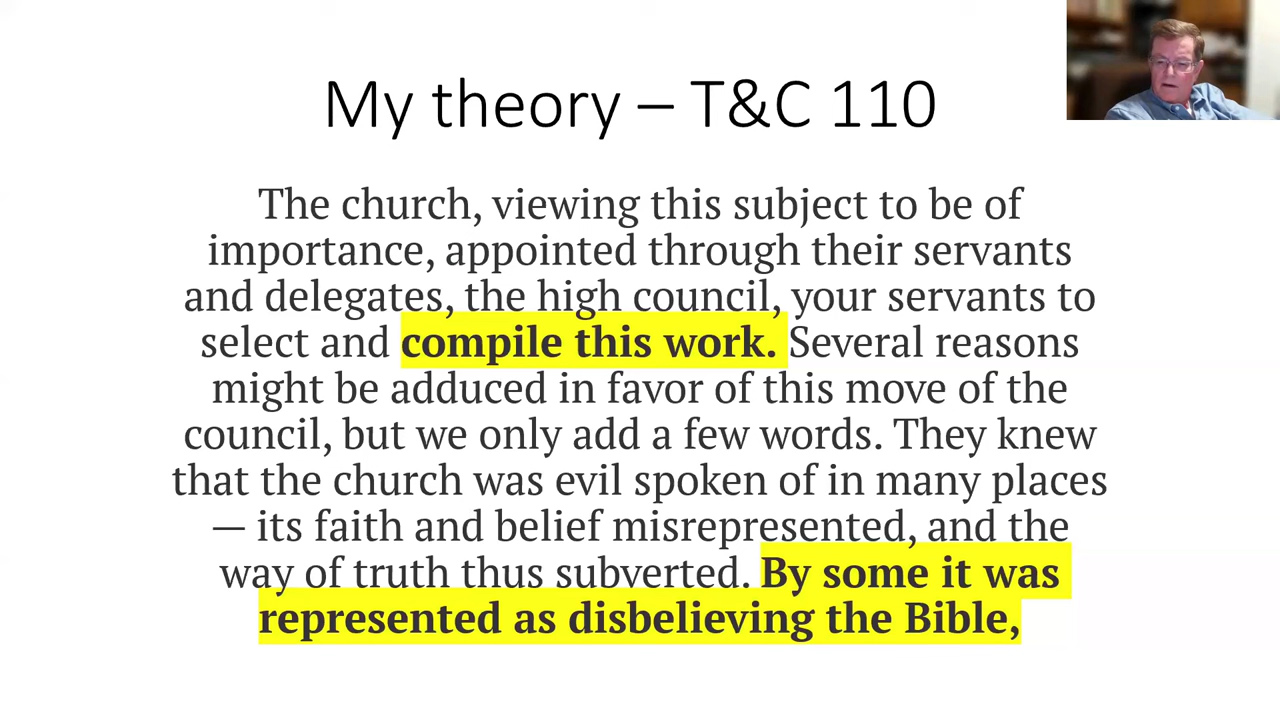 My theory – T&C 110
The church, viewing this subject to be of
importance, appointed through their servants
and delegates, the high council, your servants to
select and compile this work. Several reasons
might be adduced in favor of this move of the
council, but we only add a few words. They knew
that the church was evil spoken of in many places
— its faith and belief misrepresented, and the
way of truth thus subverted. By some it was
represented as disbelieving the Bible,